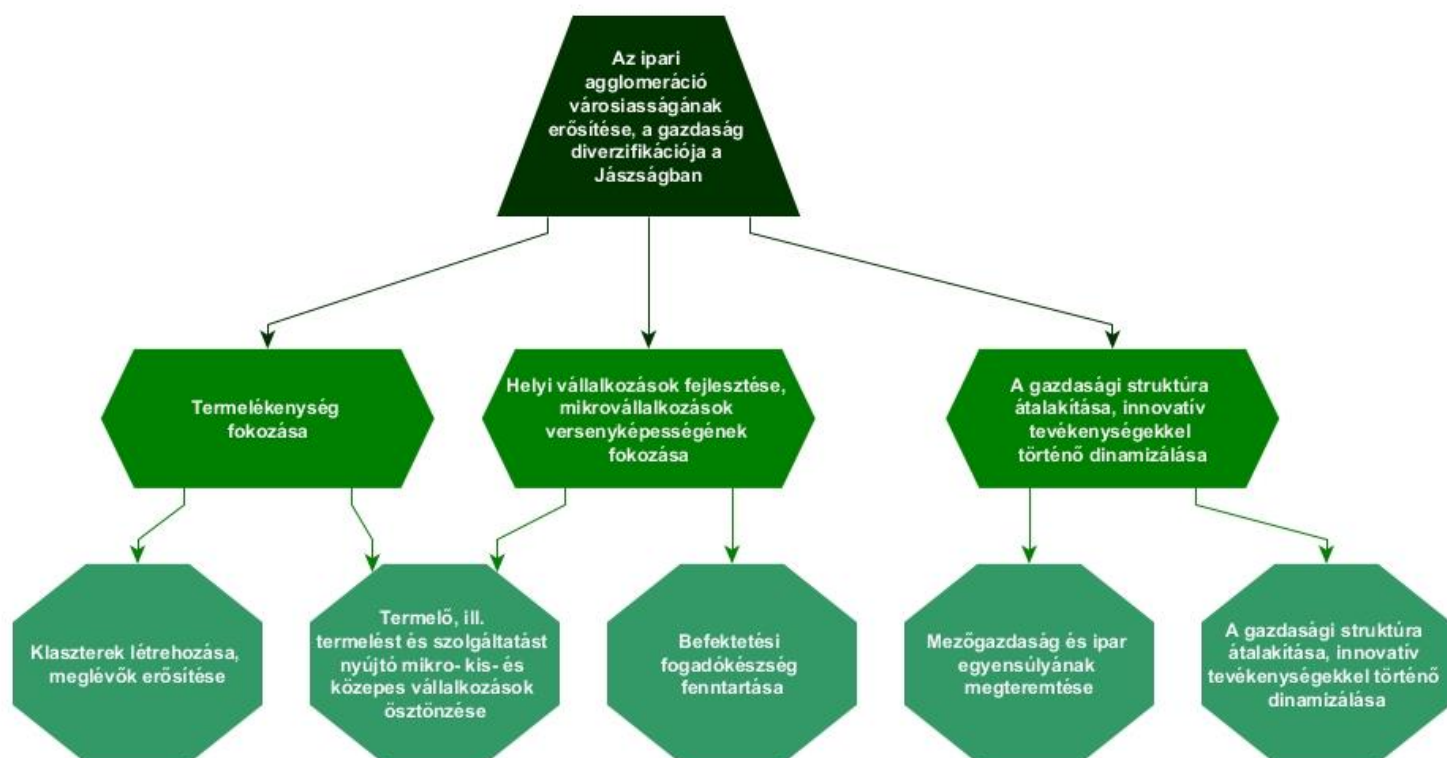 Az ipari
agglomeráció
városiasságának
erősítése, a gazdaság
diverzifikációja a
Jászságban
Termelékenység
fokozása
Helyi vállalkozások fejlesztése,
mikrovállalkozások
versenyképességének
fokozása
A gazdasági struktúra
átalakítása, innovatív
tevékenységekkel
történő dinamizálása
Klaszterek létrehozása,
meglévők erősítése
Termelő, ill.
termelést és szolgáltatást
nyújtó mikro- kis- és
közepes vállalkozások
ösztönzése
Befektetési
fogadókészség
fenntartása
Mezőgazdaság és ipar
egyensúlyának
megteremtése
A gazdasági struktúra
átalakítása, innovatív
tevékenységekkel történő
dinamizálása